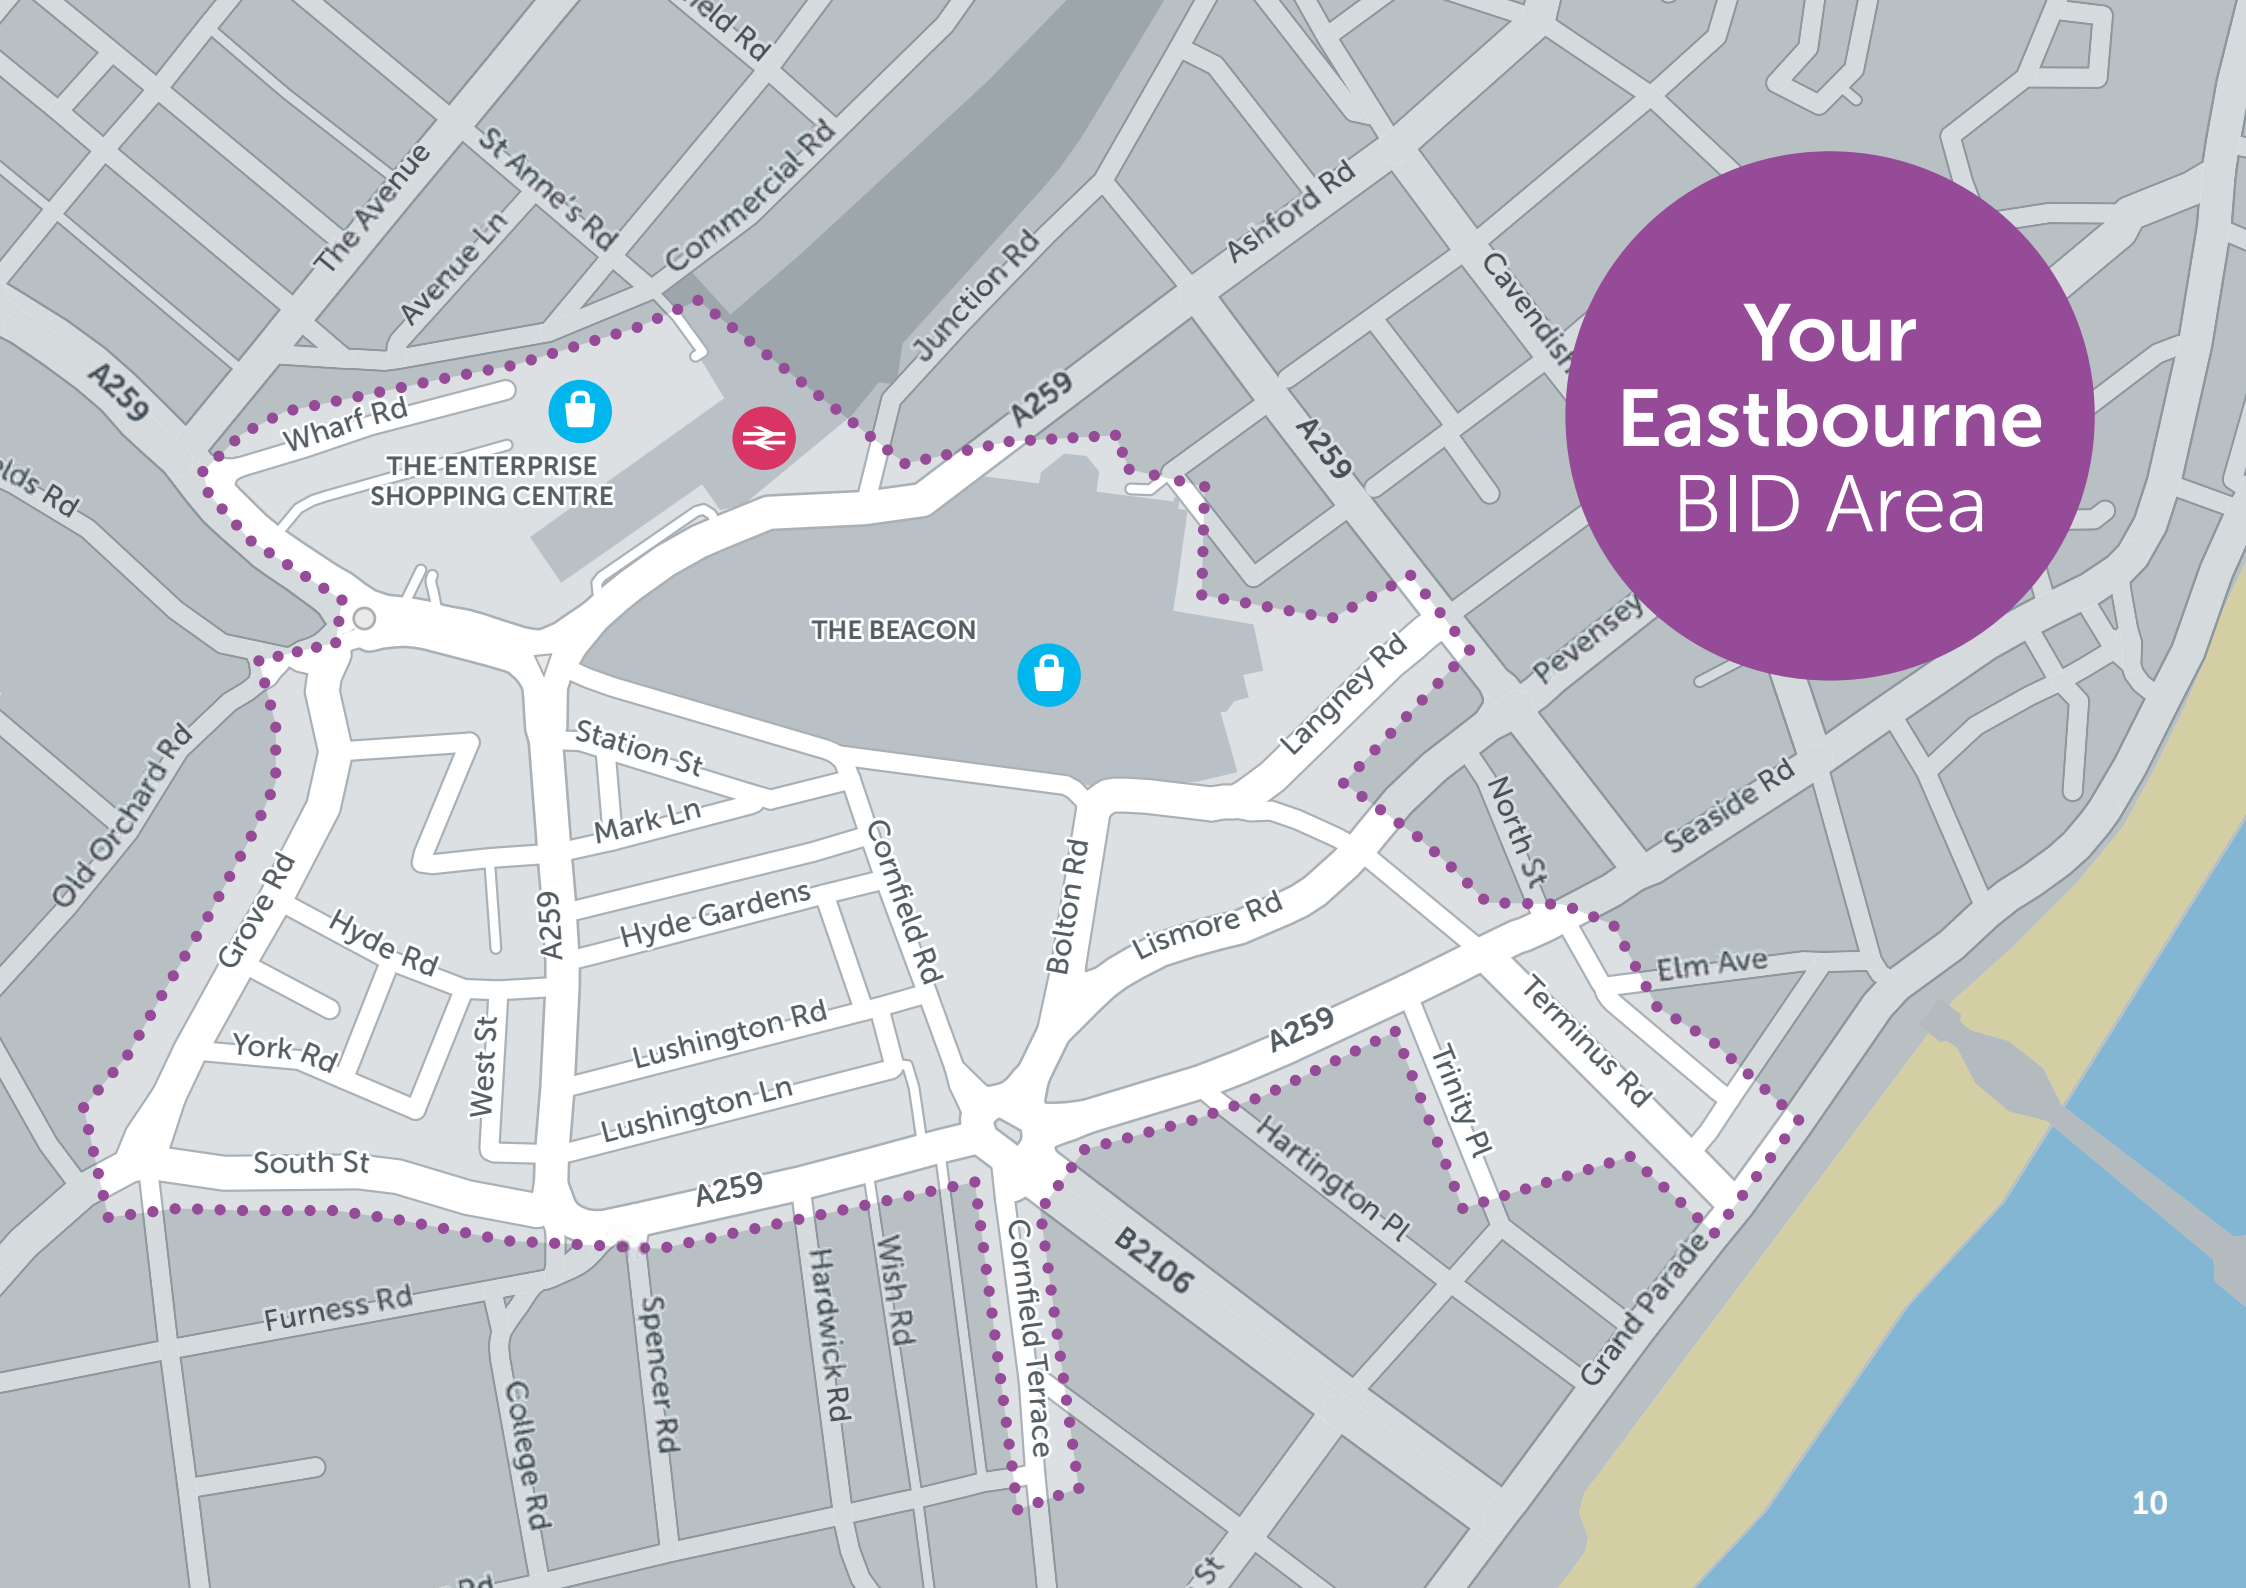 Your
Eastbourne
BID Area
St Anne's Rd
The Avenue
Avenue Ln
Commercial Rd
Junction Rd
Ashford Rd
A259
A259
A259
Wharf Rd
THE ENTERPRISE
SHOPPING CENTRE
THE BEACON
Langney Rd
Pevensey
Station St
Mark Ln
Old Orchard Rd
Grove Rd
Hyde Rd
A259
Hyde Gardens
Cornfield Rd
Bolton Rd
Lismore Rd
North St
Seaside Rd
Elm Ave
York Rd
West St
Lushington Rd
Lushington Ln
A259
Terminus Rd
Trinity Pl
Hartington Pl
South St
A259
Furness Rd
College Rd
Spencer Rd
Hardwick Rd
Wish Rd
Cornfield Terrace
B2106
Grand Parade
St
Rd
10